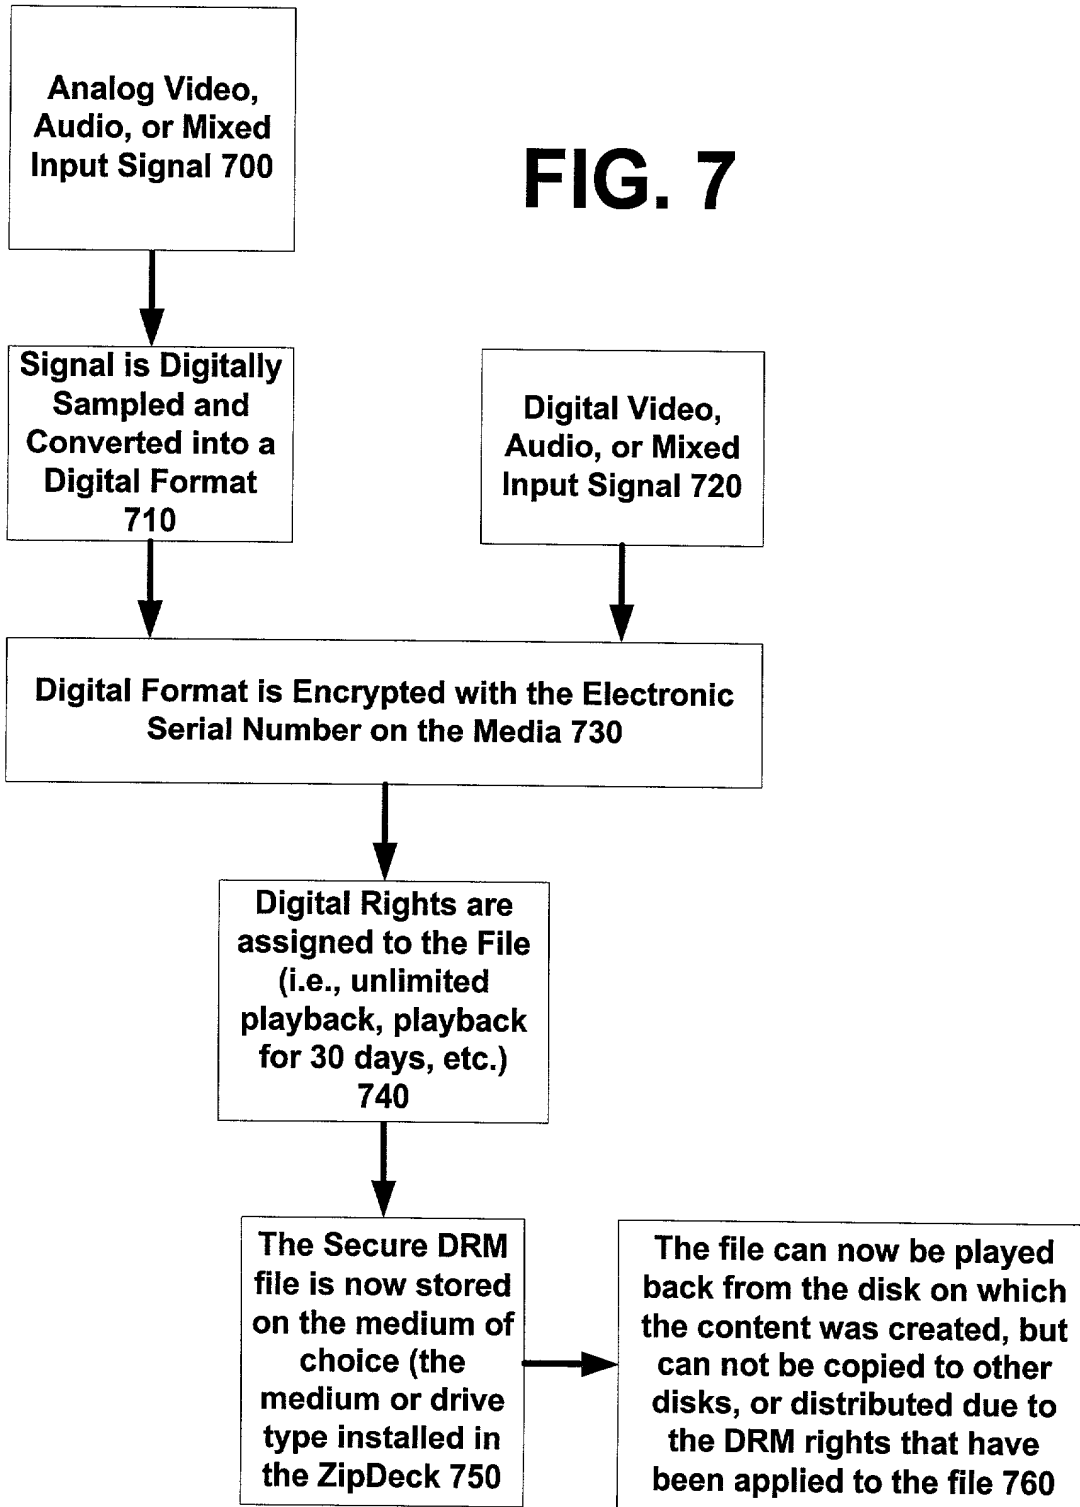 Analog Video,
Audio, or Mixed
Input Signal 700
FIG. 7
Signal is Digitally
Sampled and
Converted into a
Digital Format
710
Digital Video,
Audio, or Mixed
Input Signal 720
Digital Format is Encrypted with the Electronic
Serial Number on the Media 730
Digital Rights are
assigned to the File
(i.e., unlimited
playback, playback
for 30 days, etc.)
740
The Secure DRM
file is now stored
on the medium of
choice (the
medium or drive
type installed in
the ZipDeck 750
The file can now be played
back from the disk on which
the content was created, but
can not be copied to other
disks, or distributed due to
the DRM rights that have
been applied to the file 760